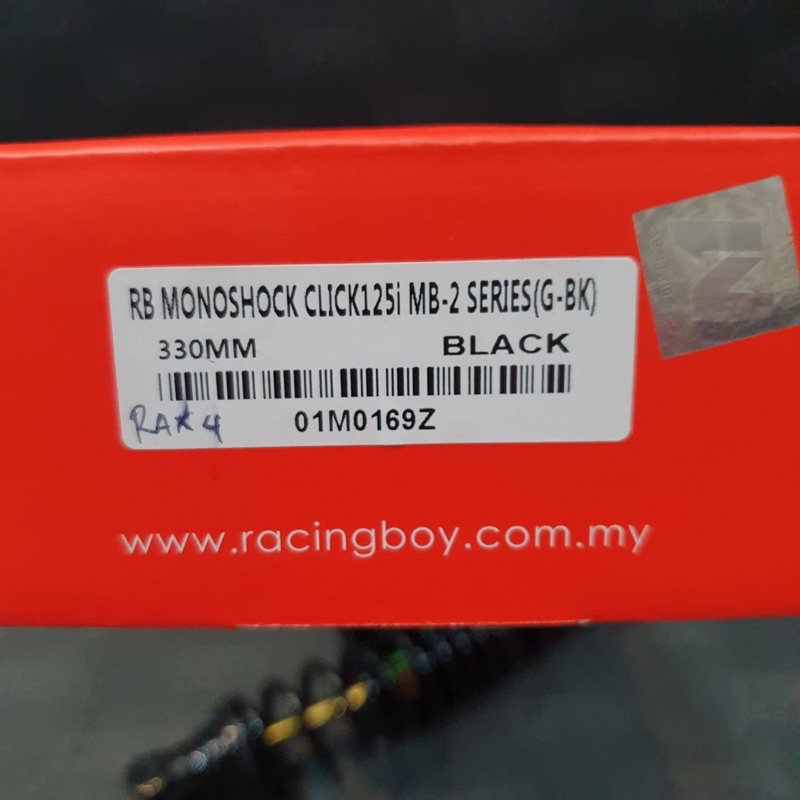 RB MONOSHOCK CLICK125i MB-2 SERIES(G-BK)
330MM BLACK
RAK 4 01M0169Z
www.racingboy.com.my